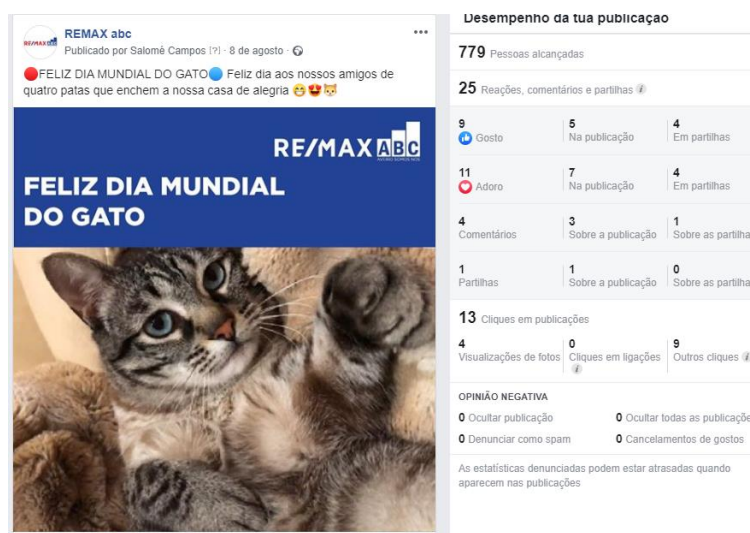 REMAX abc
Publicado por Salomé Campos [?] · 8 de agosto ·
FELIZ DIA MUNDIAL DO GATO Feliz dia aos nossos amigos de
quatro patas que enchem a nossa casa de alegria
RE/MAX ABC
FELIZ DIA MUNDIAL
DO GATO
Desempenho da tua publicação
779 Pessoas alcançadas
25 Reações, comentários e partilhas
9 5 4
Gosto Na publicação Em partilhas
11 7 4
Adoro Na publicação Em partilhas
4 3 1
Comentários Sobre a publicação Sobre as partilha
1 1 0
Partilhas Sobre a publicação Sobre as partilha
13 Cliques em publicações
4 0 9
Visualizações de fotos Cliques em ligações Outros cliques
OPINIÃO NEGATIVA
0 Ocultar publicação 0 Ocultar todas as publicaçõe
0 Denunciar como spam 0 Cancelamentos de gostos
As estatísticas denunciadas podem estar atrasadas quando
aparecem nas publicações